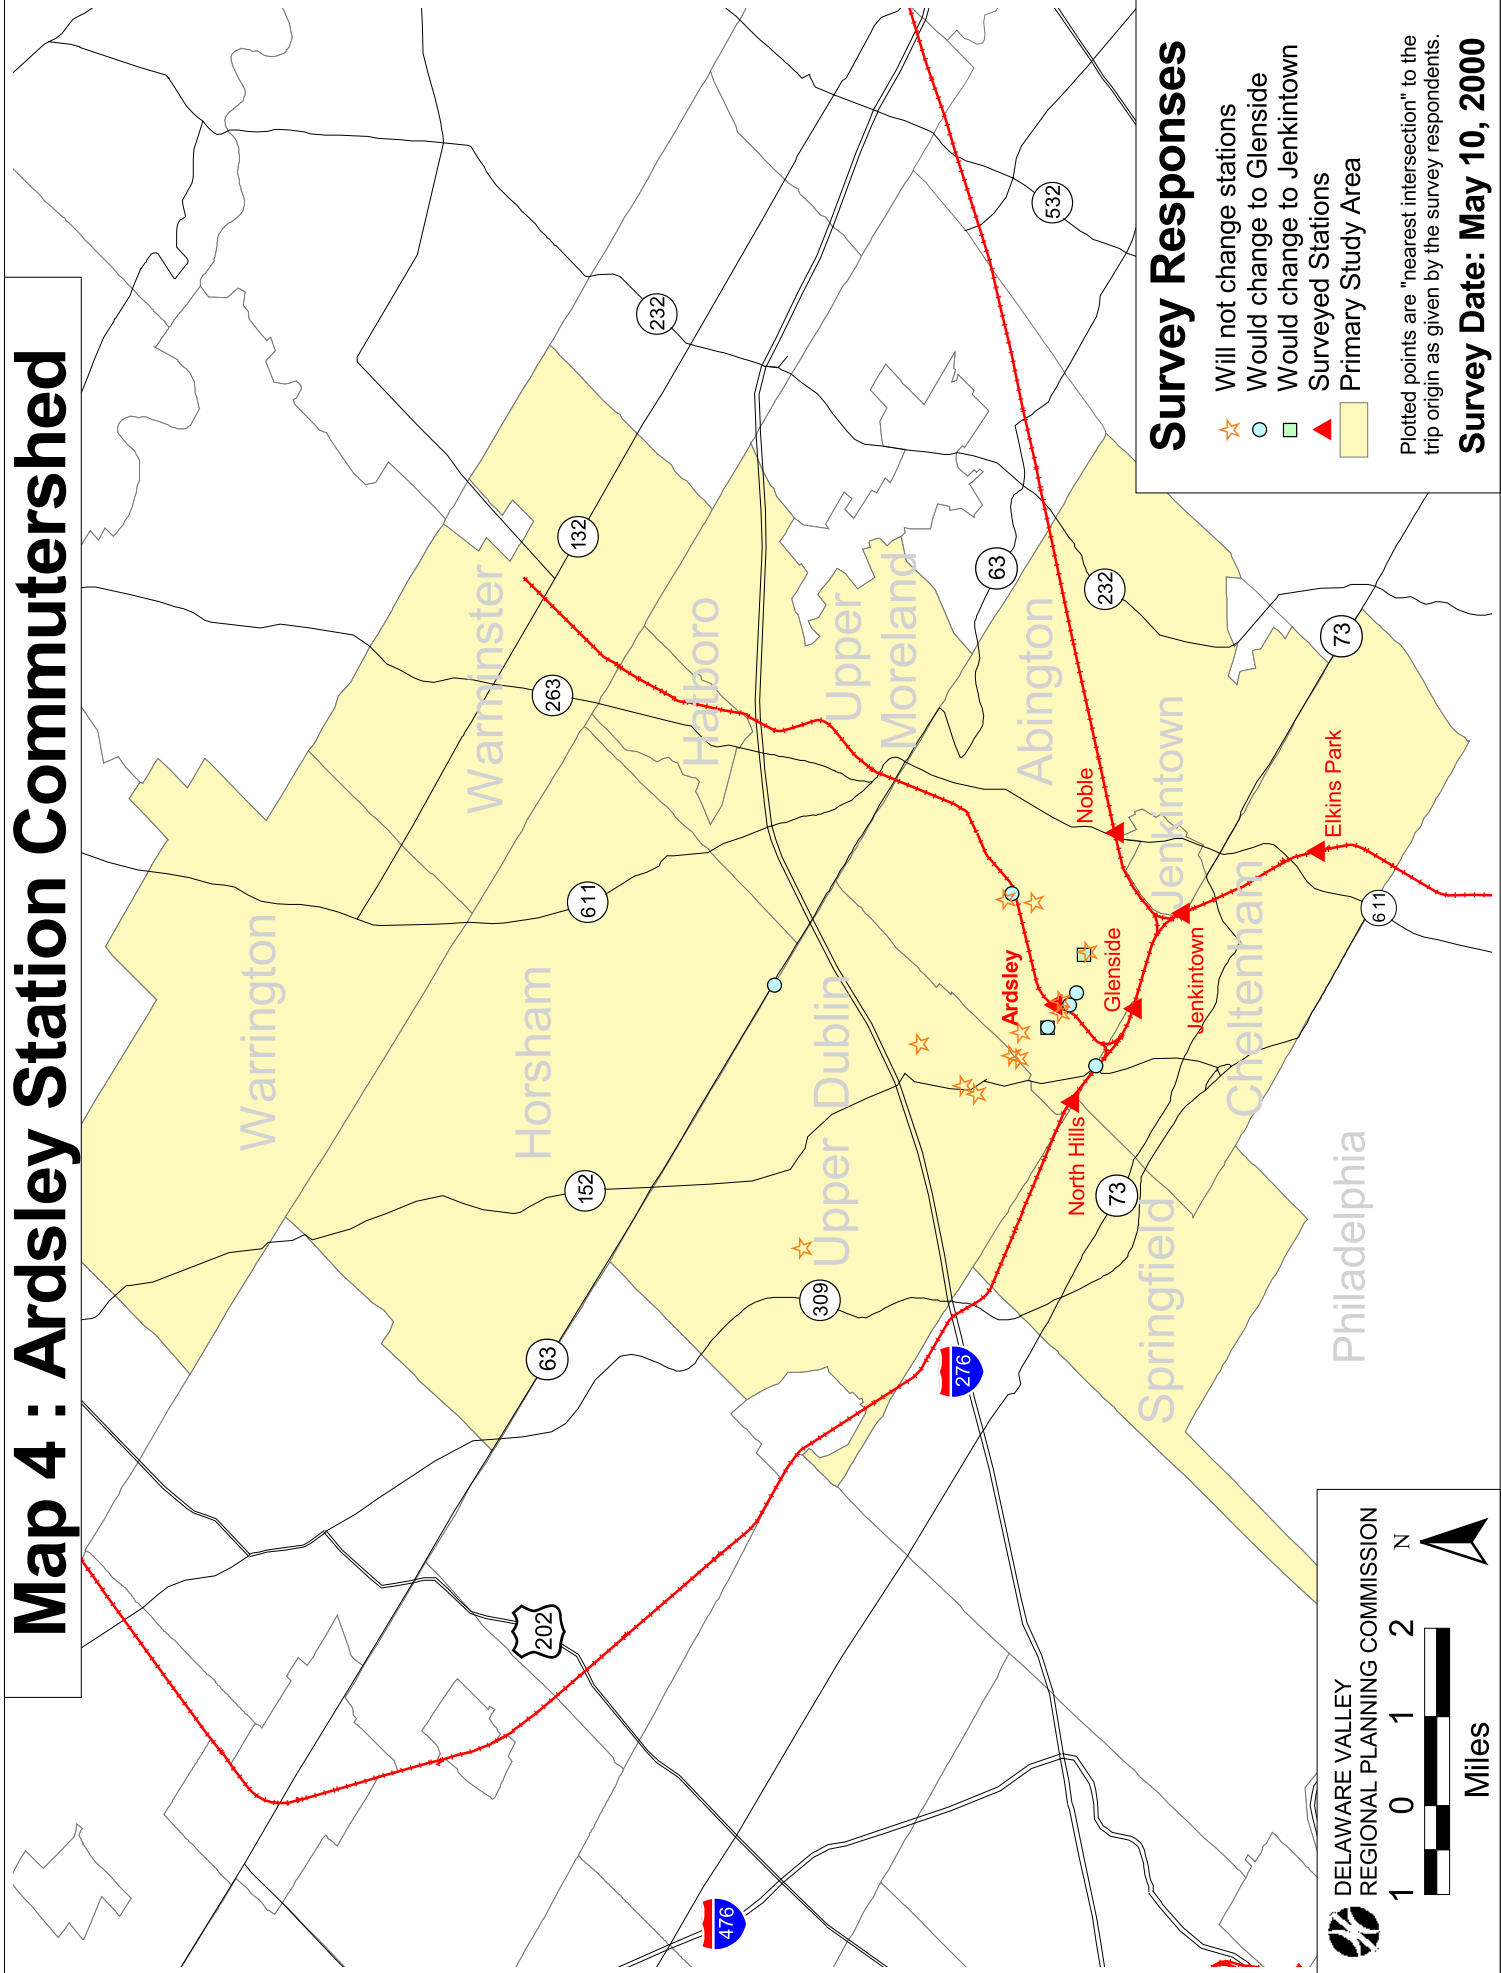 Map 4 : Ardsley Station Commutershed
Warrington
Warminster
Horsham
Hatboro
Upper Dublin
Upper
Moreland
Abington
Jenkintown
Cheltenham
Springfield
Philadelphia
Ardsley
Noble
Glenside
Jenkintown
Elkins Park
North Hills
611
263
132
232
532
63
232
73
611
152
309
63
73
276
202
476
Survey Responses
Will not change stations
Would change to Glenside
Would change to Jenkintown
Surveyed Stations
Primary Study Area
Plotted points are "nearest intersection" to the
trip origin as given by the survey respondents.
Survey Date: May 10, 2000
DELAWARE VALLEY
REGIONAL PLANNING COMMISSION
N
1 0 1 2
Miles